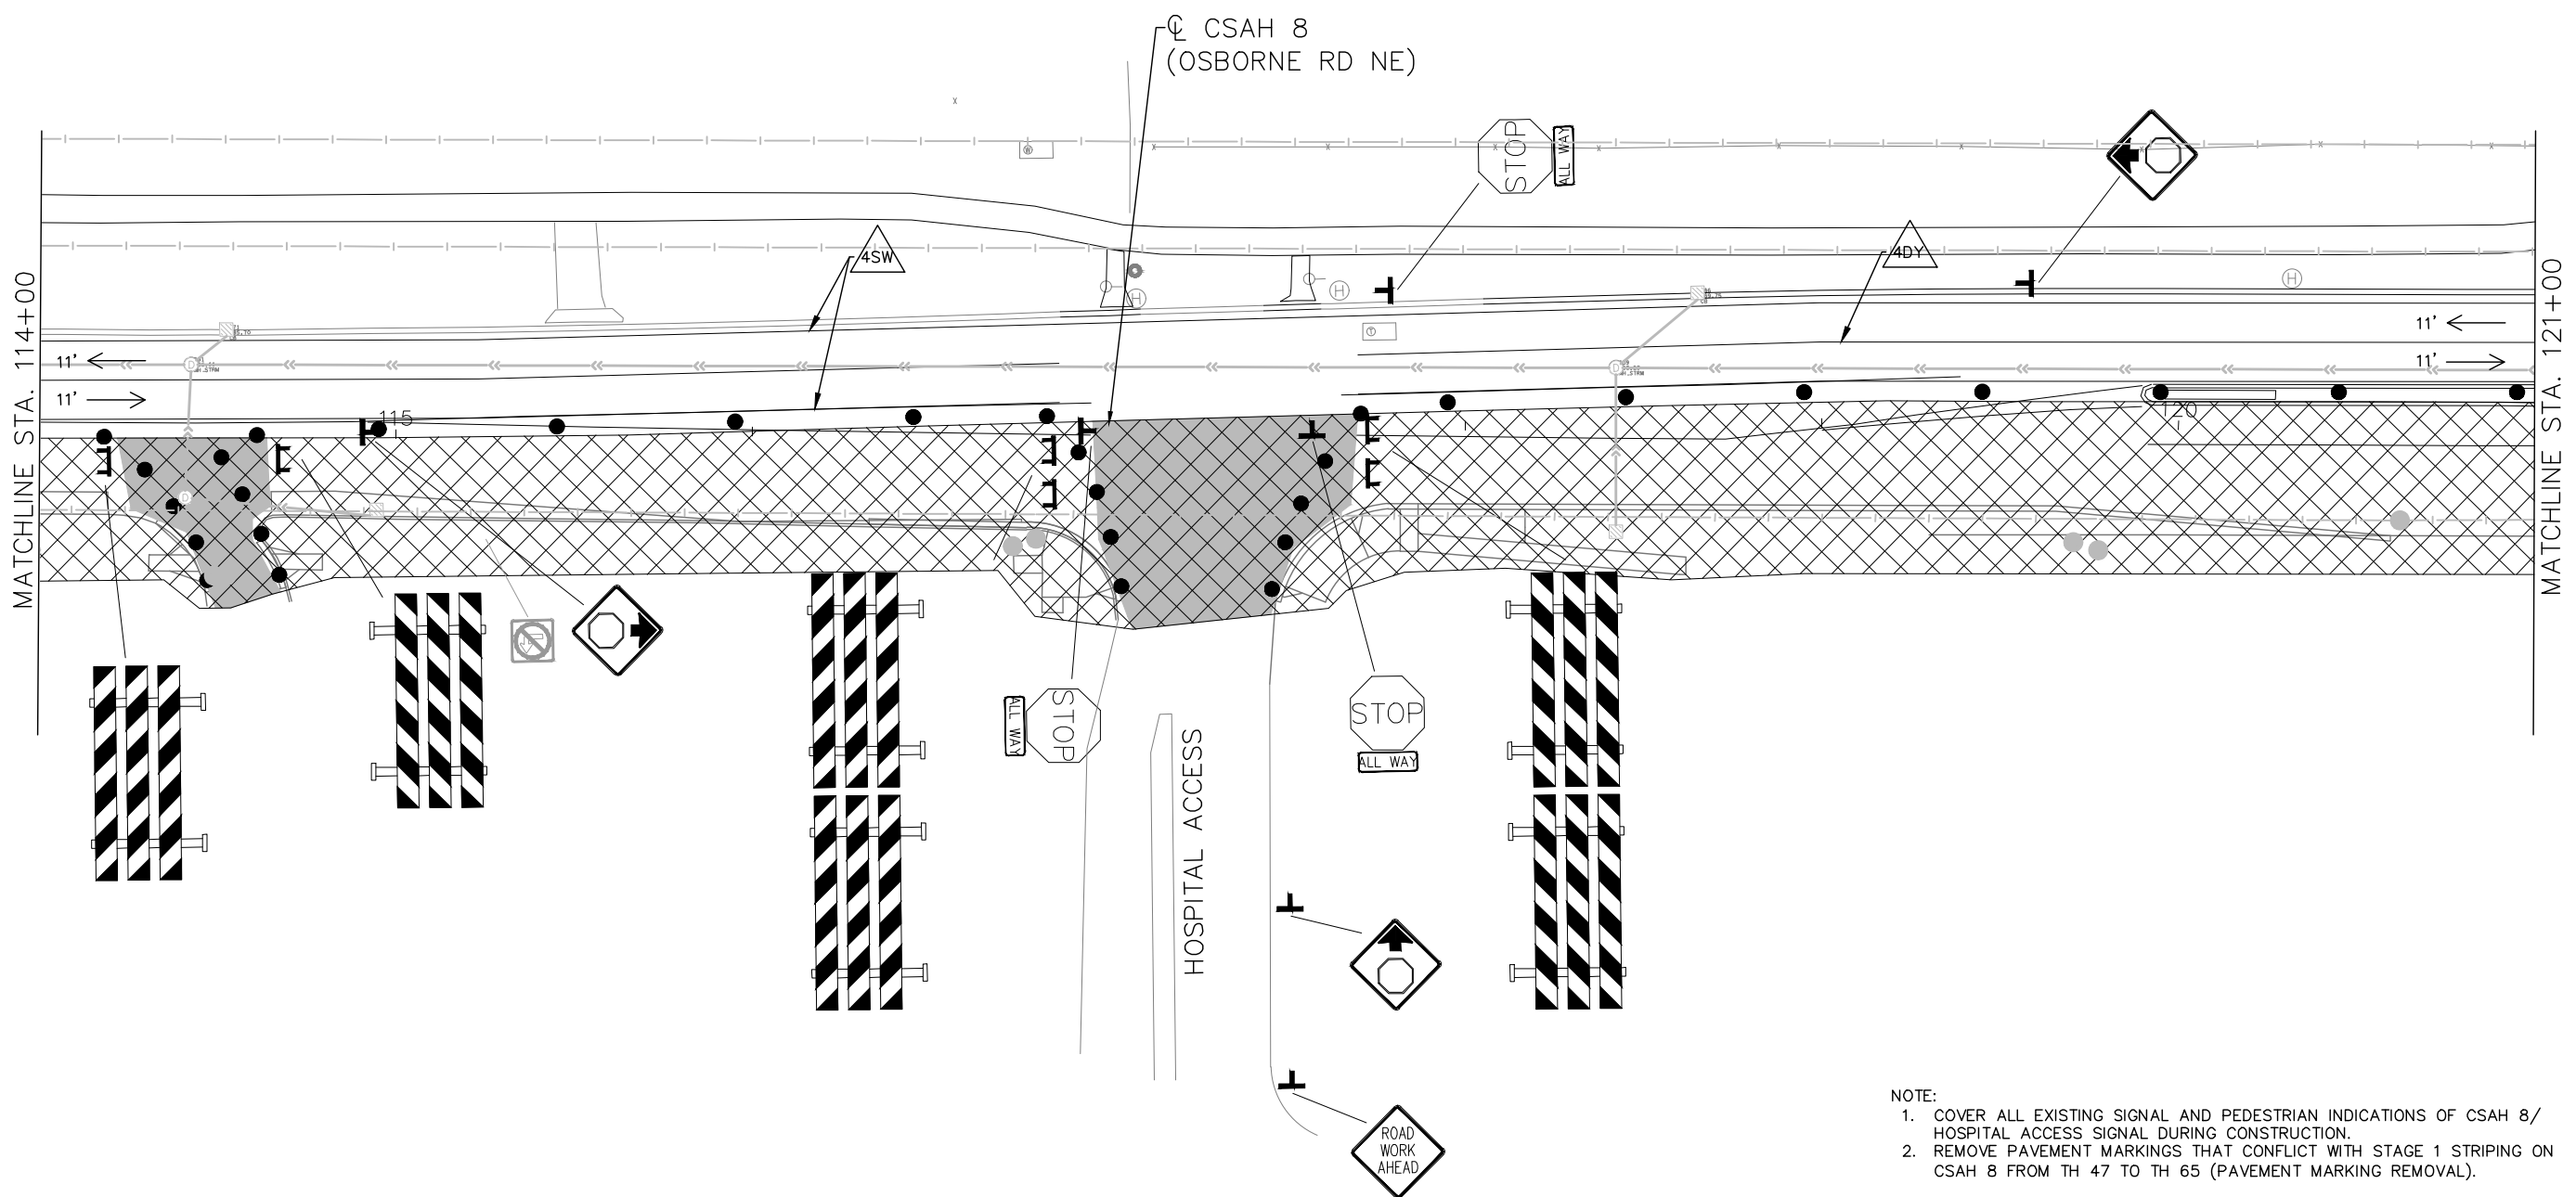 ℄ CSAH 8
(OSBORNE RD NE)
STOP
ALL WAY
4SW
4DY
H
H
H
T
MATCHLINE STA. 114+00
MATCHLINE STA. 121+00
11'
11'
11'
11'
D
D
D
115
120
STOP
ALL WAY
STOP
ALL WAY
HOSPITAL ACCESS
ROAD
WORK
AHEAD
NOTE:
1. COVER ALL EXISTING SIGNAL AND PEDESTRIAN INDICATIONS OF CSAH 8/
HOSPITAL ACCESS SIGNAL DURING CONSTRUCTION.
2. REMOVE PAVEMENT MARKINGS THAT CONFLICT WITH STAGE 1 STRIPING ON
CSAH 8 FROM TH 47 TO TH 65 (PAVEMENT MARKING REMOVAL).